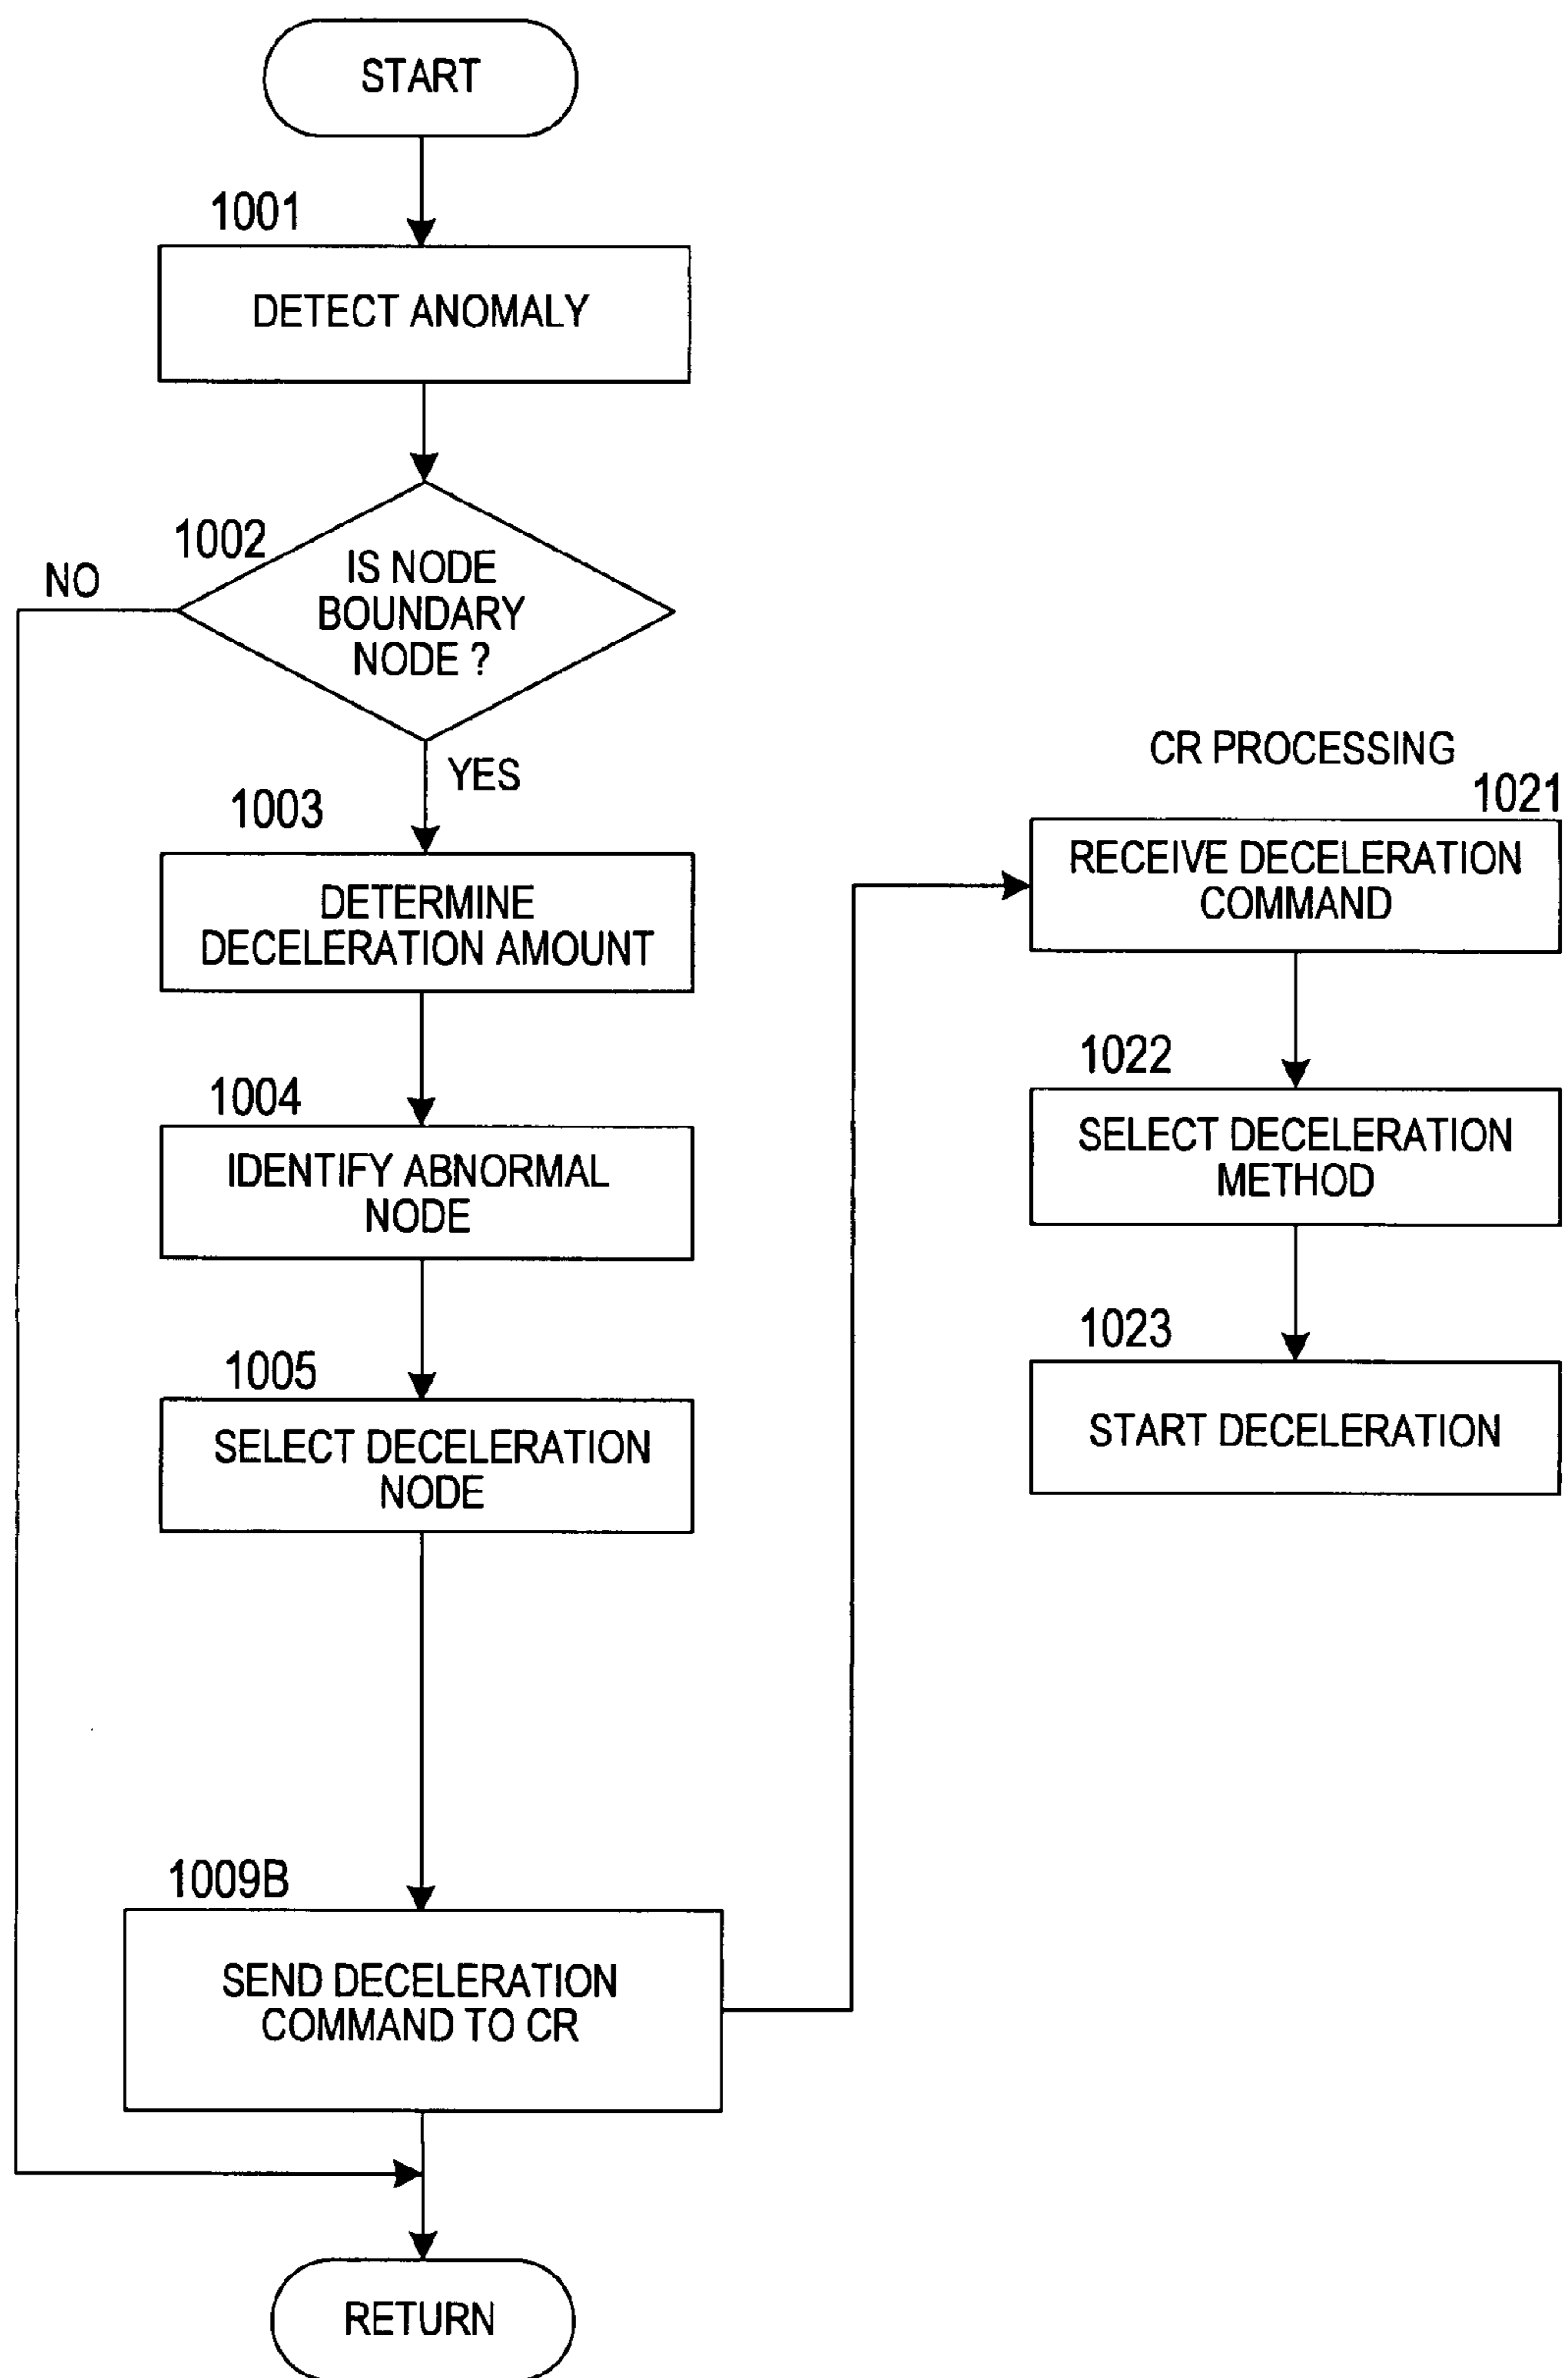 START
1001
DETECT ANOMALY
1002
NO
IS NODE
BOUNDARY
NODE ?
YES
1003
DETERMINE
DECELERATION AMOUNT
1004
IDENTIFY ABNORMAL
NODE
1005
SELECT DECELERATION
NODE
1009B
SEND DECELERATION
COMMAND TO CR
RETURN
CR PROCESSING
1021
RECEIVE DECELERATION
COMMAND
1022
SELECT DECELERATION
METHOD
1023
START DECELERATION